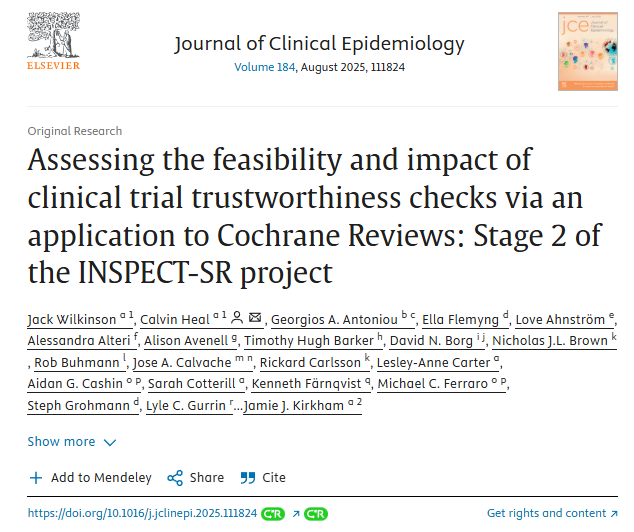 ELSEVIER
Journal of Clinical Epidemiology
Volume 184, August 2025, 111824
jce
Original Research
Assessing the feasibility and impact of
clinical trial trustworthiness checks via an
application to Cochrane Reviews: Stage 2 of
the INSPECT-SR project
Jack Wilkinson a 1, Calvin Heal a 1, Georgios A. Antoniou b c, Ella Flemyng d, Love Ahnström e,
Alessandra Alteri f, Alison Avenell g, Timothy Hugh Barker h, David N. Borg i j, Nicholas J.L. Brown k
, Rob Buhmann l, Jose A. Calvache m n, Rickard Carlsson k, Lesley-Anne Carter a,
Aidan G. Cashin o p, Sarah Cotterill a, Kenneth Färnqvist q, Michael C. Ferraro o p,
Steph Grohmann d, Lyle C. Gurrin r...Jamie J. Kirkham a 2
Show more
Add to Mendeley Share Cite
https://doi.org/10.1016/j.jclinepi.2025.111824
Get rights and content